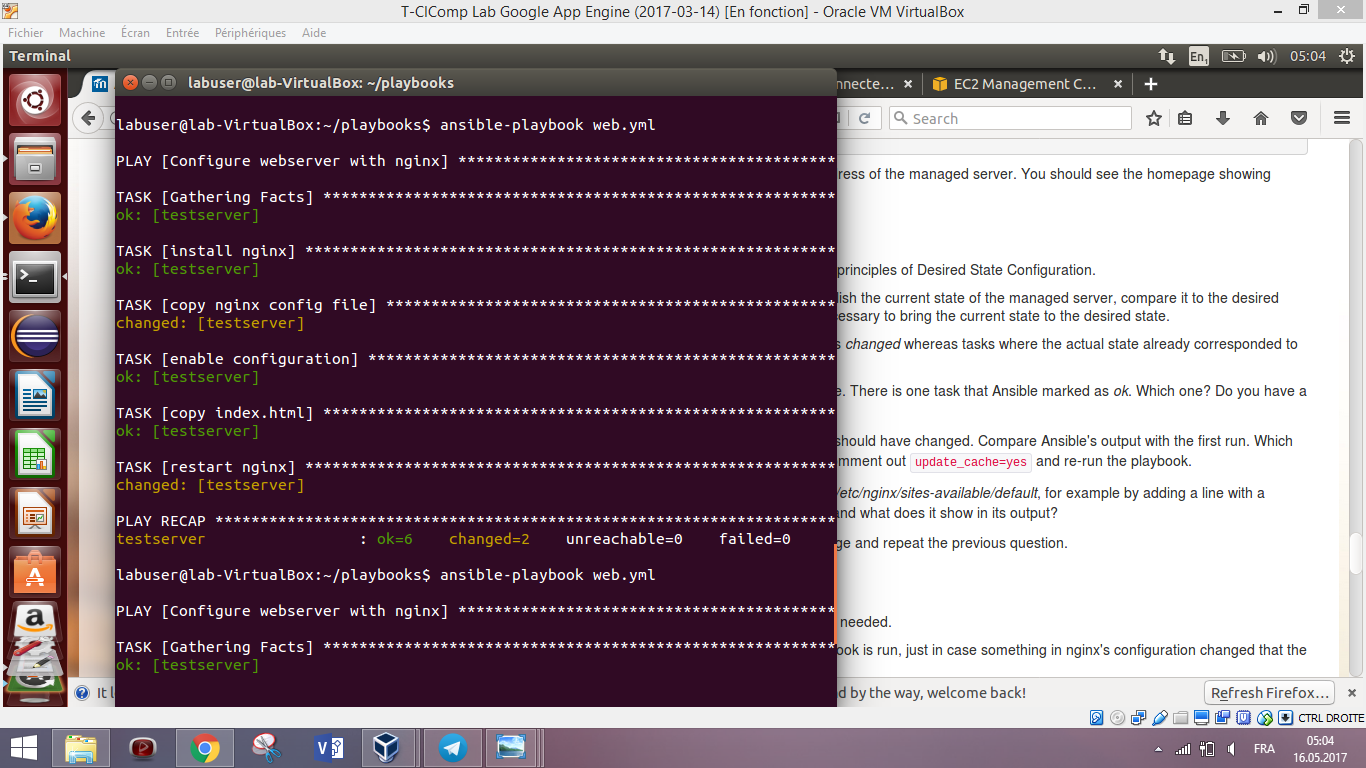 T-ClComp Lab Google App Engine (2017-03-14) [En fonction] - Oracle VM VirtualBox
Fichier Machine Écran Entrée Périphériques Aide
Terminal En1 05:04
labuser@lab-VirtualBox: ~/playbooks
nnecte... × EC2 Management C... × +
Search
labuser@lab-VirtualBox:~/playbooks$ ansible-playbook web.yml
PLAY [Configure webserver with nginx] ******************************************
TASK [Gathering Facts] *********************************************************
ok: [testserver]
TASK [install nginx] ***********************************************************
ok: [testserver]
TASK [copy nginx config file] **************************************************
changed: [testserver]
TASK [enable configuration] ****************************************************
ok: [testserver]
TASK [copy index.html] *********************************************************
ok: [testserver]
TASK [restart nginx] ***********************************************************
changed: [testserver]
PLAY RECAP *********************************************************************
testserver : ok=6 changed=2 unreachable=0 failed=0
labuser@lab-VirtualBox:~/playbooks$ ansible-playbook web.yml
PLAY [Configure webserver with nginx] ******************************************
TASK [Gathering Facts] *********************************************************
ok: [testserver]
ress of the managed server. You should see the homepage showing
principles of Desired State Configuration.
lish the current state of the managed server, compare it to the desired
cessary to bring the current state to the desired state.
s changed whereas tasks where the actual state already corresponded to
e. There is one task that Ansible marked as ok. Which one? Do you have a
should have changed. Compare Ansible's output with the first run. Which
mment out update_cache=yes and re-run the playbook.
/etc/nginx/sites-available/default, for example by adding a line with a
and what does it show in its output?
ge and repeat the previous question.
needed.
ook is run, just in case something in nginx's configuration changed that the
It l
d by the way, welcome back!
Refresh Firefox... ×
CTRL DROITE
FRA
05:04
16.05.2017